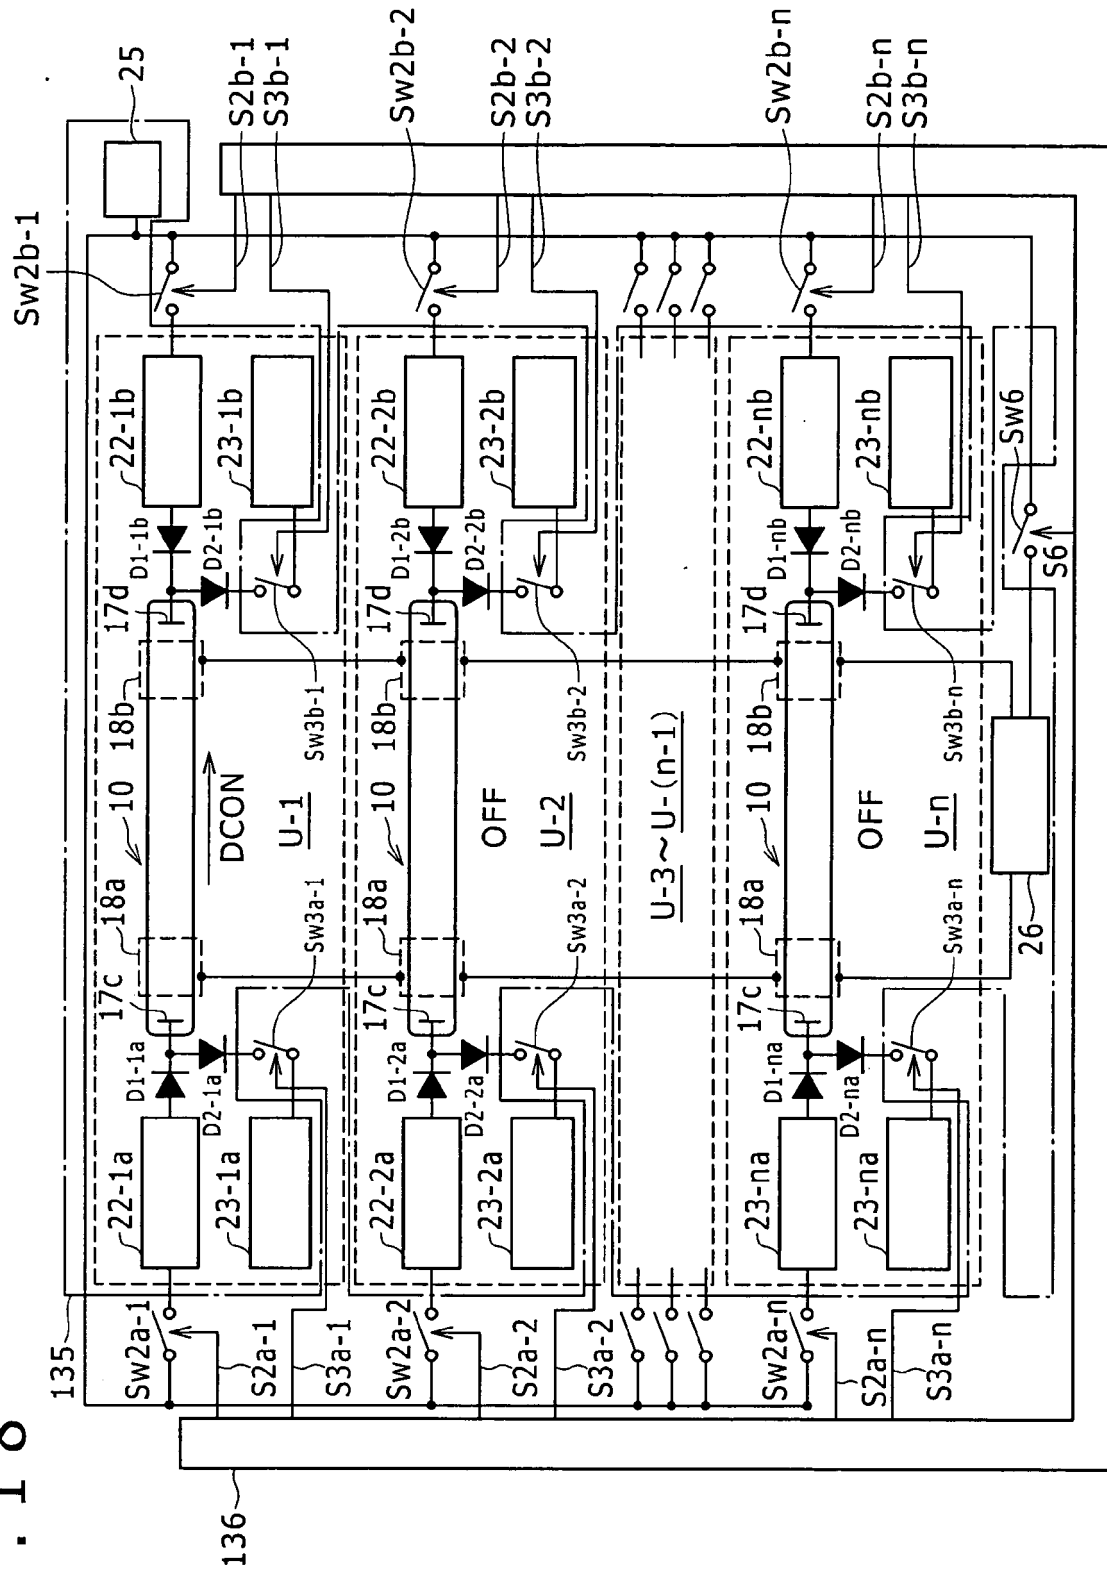 . 18
Sw2b-1
25
S2b-1
S3b-1
Sw2b-2
S2b-2
S3b-2
Sw2b-n
S2b-n
S3b-n
22-1b
23-1b
22-2b
23-2b
22-nb
23-nb
Sw6
S6
D1-1b
D2-1b
D1-2b
D2-2b
D1-nb
D2-nb
17d
17d
17d
18b
18b
18b
Sw3b-1
Sw3b-2
Sw3b-n
10
10
10
DCON
OFF
OFF
U-1
U-2
U-3~U-(n-1)
U-n
18a
18a
18a
Sw3a-1
Sw3a-2
Sw3a-n
26
17c
17c
17c
D1-1a
D2-1a
D1-2a
D2-2a
D1-na
D2-na
22-1a
23-1a
22-2a
23-2a
23-na
23-na
135
Sw2a-1
S2a-1
S3a-1
Sw2a-2
S2a-2
S3a-2
Sw2a-n
S2a-n
S3a-n
136